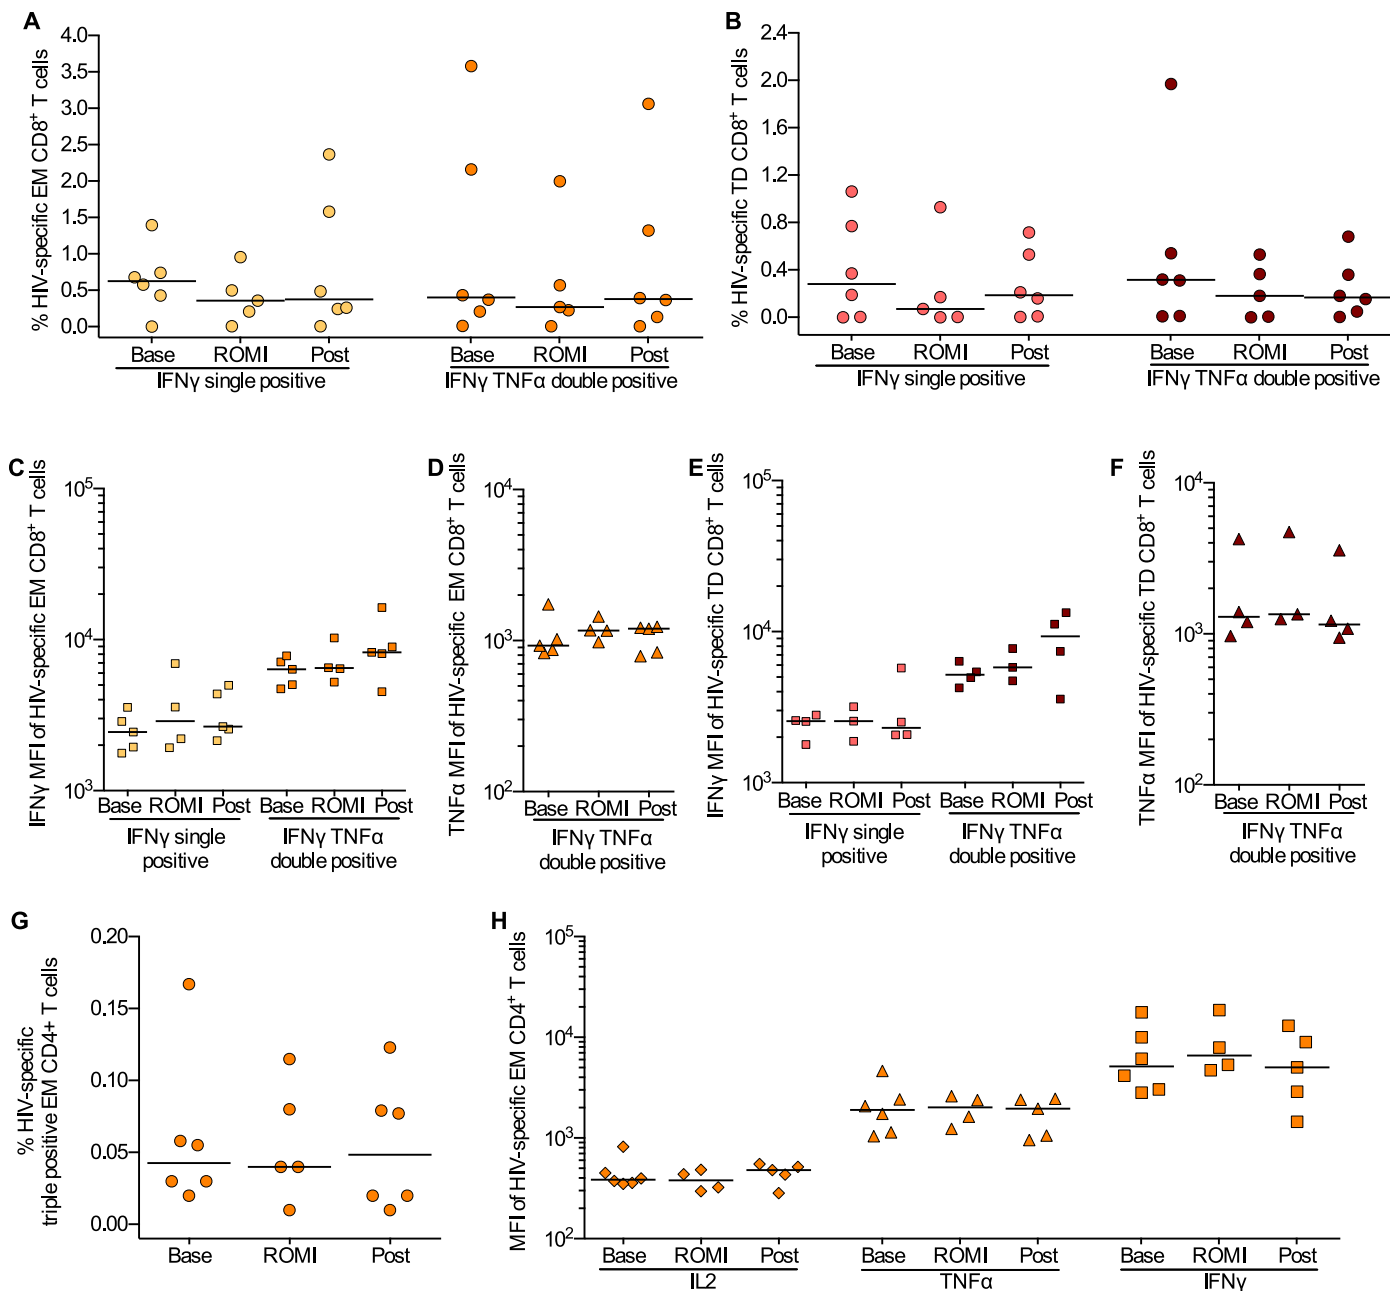 A
% HIV-specific EM CD8+ T cells
4.0
3.5
3.0
2.5
2.0
1.5
1.0
0.5
0.0
Base ROMI Post Base ROMI Post
IFNγ single positive IFNγ TNFα double positive
B
% HIV-specific TD CD8+ T cells
2.4
2.0
1.6
1.2
0.8
0.4
0.0
Base ROMI Post Base ROMI Post
IFNγ single positive IFNγ TNFα double positive
C
IFNγ MFI of HIV-specific EM CD8+ T cells
10^5
10^4
10^3
Base ROMI Post Base ROMI Post
IFNγ single IFNγ TNFα
positive double positive
D
TNFα MFI of HIV-specific EM CD8+ T cells
10^4
10^3
10^2
Base ROMI Post
IFNγ TNFα
double positive
E
IFNγ MFI of HIV-specific TD CD8+ T cells
10^5
10^4
10^3
Base ROMI Post Base ROMI Post
IFNγ single IFNγ TNFα
positive double positive
F
TNFα MFI of HIV-specific TD CD8+ T cells
10^4
10^3
10^2
Base ROMI Post
IFNγ TNFα
double positive
G
% HIV-specific
triple positive EM CD4+ T cells
0.20
0.15
0.10
0.05
0.00
Base ROMI Post
H
MFI of HIV-specific EM CD4+ T cells
10^5
10^4
10^3
10^2
Base ROMI Post Base ROMI Post Base ROMI Post
IL2 TNFα IFNγ